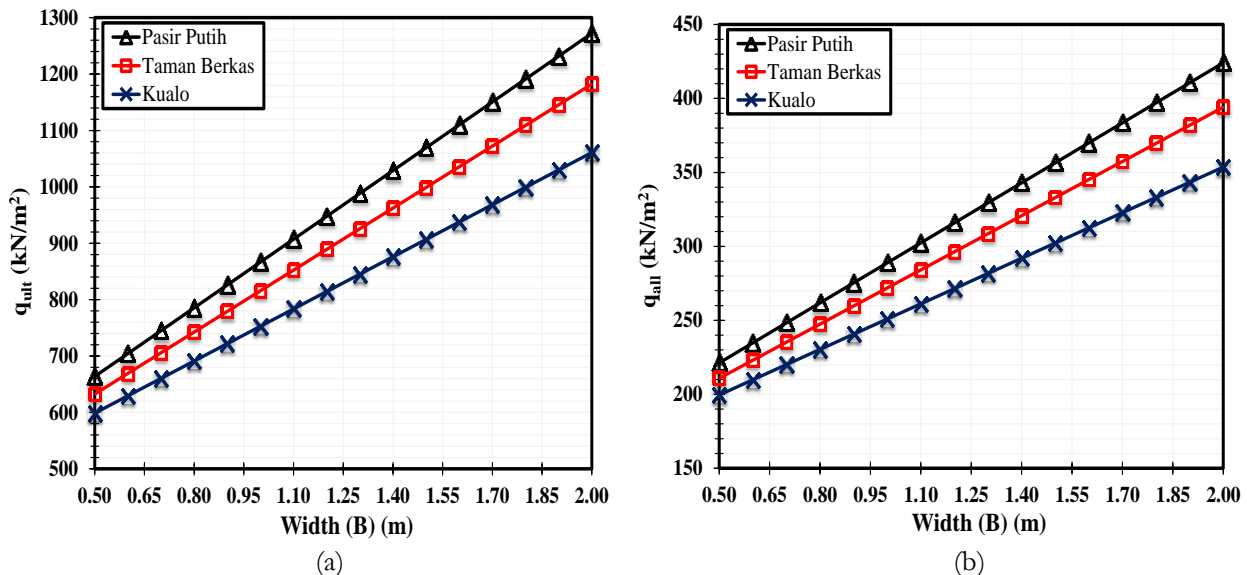 1300
1200
1100
1000
900
800
700
600
500
q_ult (kN/m²)
Pasir Putih
Taman Berkas
Kualo
0.50 0.65 0.80 0.95 1.10 1.25 1.40 1.55 1.70 1.85 2.00
Width (B) (m)
(a)
450
400
350
300
250
200
150
q_all (kN/m²)
Pasir Putih
Taman Berkas
Kualo
0.50 0.65 0.80 0.95 1.10 1.25 1.40 1.55 1.70 1.85 2.00
Width (B) (m)
(b)